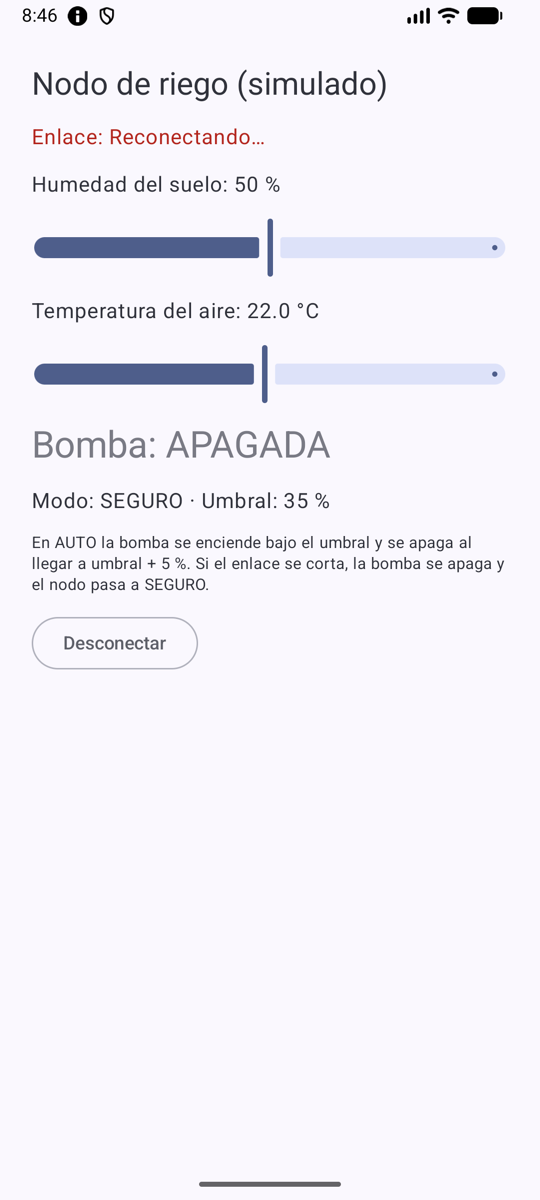 8:46
Nodo de riego (simulado)
Enlace: Reconectando…
Humedad del suelo: 50 %
Temperatura del aire: 22.0 °C
Bomba: APAGADA
Modo: SEGURO · Umbral: 35 %
En AUTO la bomba se enciende bajo el umbral y se apaga al
llegar a umbral + 5 %. Si el enlace se corta, la bomba se apaga y
el nodo pasa a SEGURO.
Desconectar